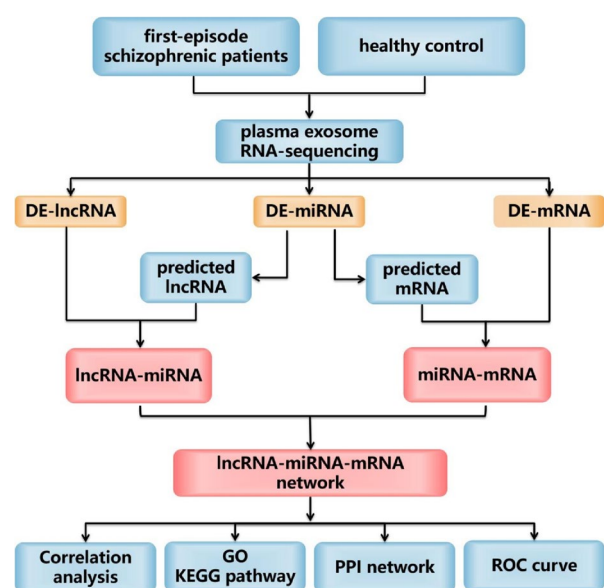 first-episode
schizophrenic patients
healthy control
plasma exosome
RNA-sequencing
DE-lncRNA
DE-miRNA
DE-mRNA
predicted
lncRNA
predicted
mRNA
lncRNA-miRNA
miRNA-mRNA
lncRNA-miRNA-mRNA
network
Correlation
analysis
GO
KEGG pathway
PPI network
ROC curve